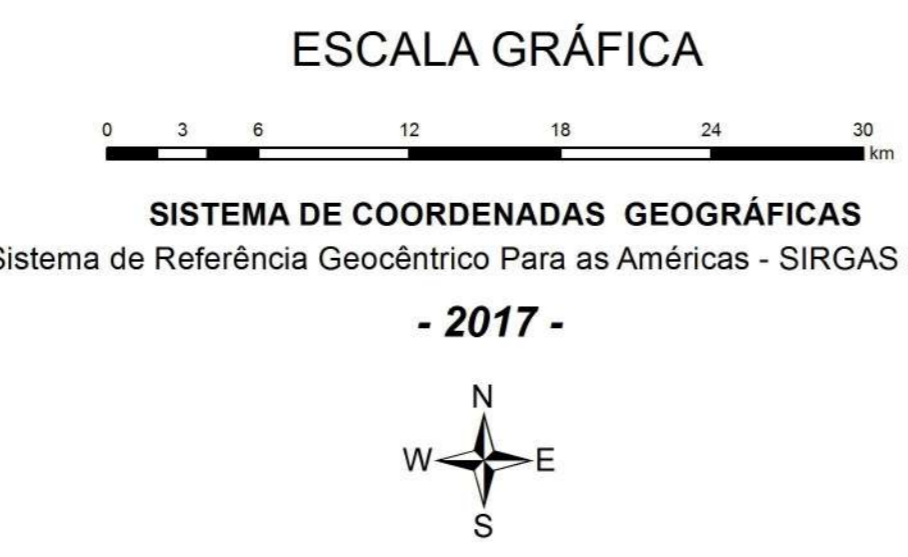 ESCALA GRÁFICA
0 3 6 12 18 24 30
km
SISTEMA DE COORDENADAS GEOGRÁFICAS
Sistema de Referência Geocêntrico Para as Américas - SIRGAS
- 2017 -
N
W E
S